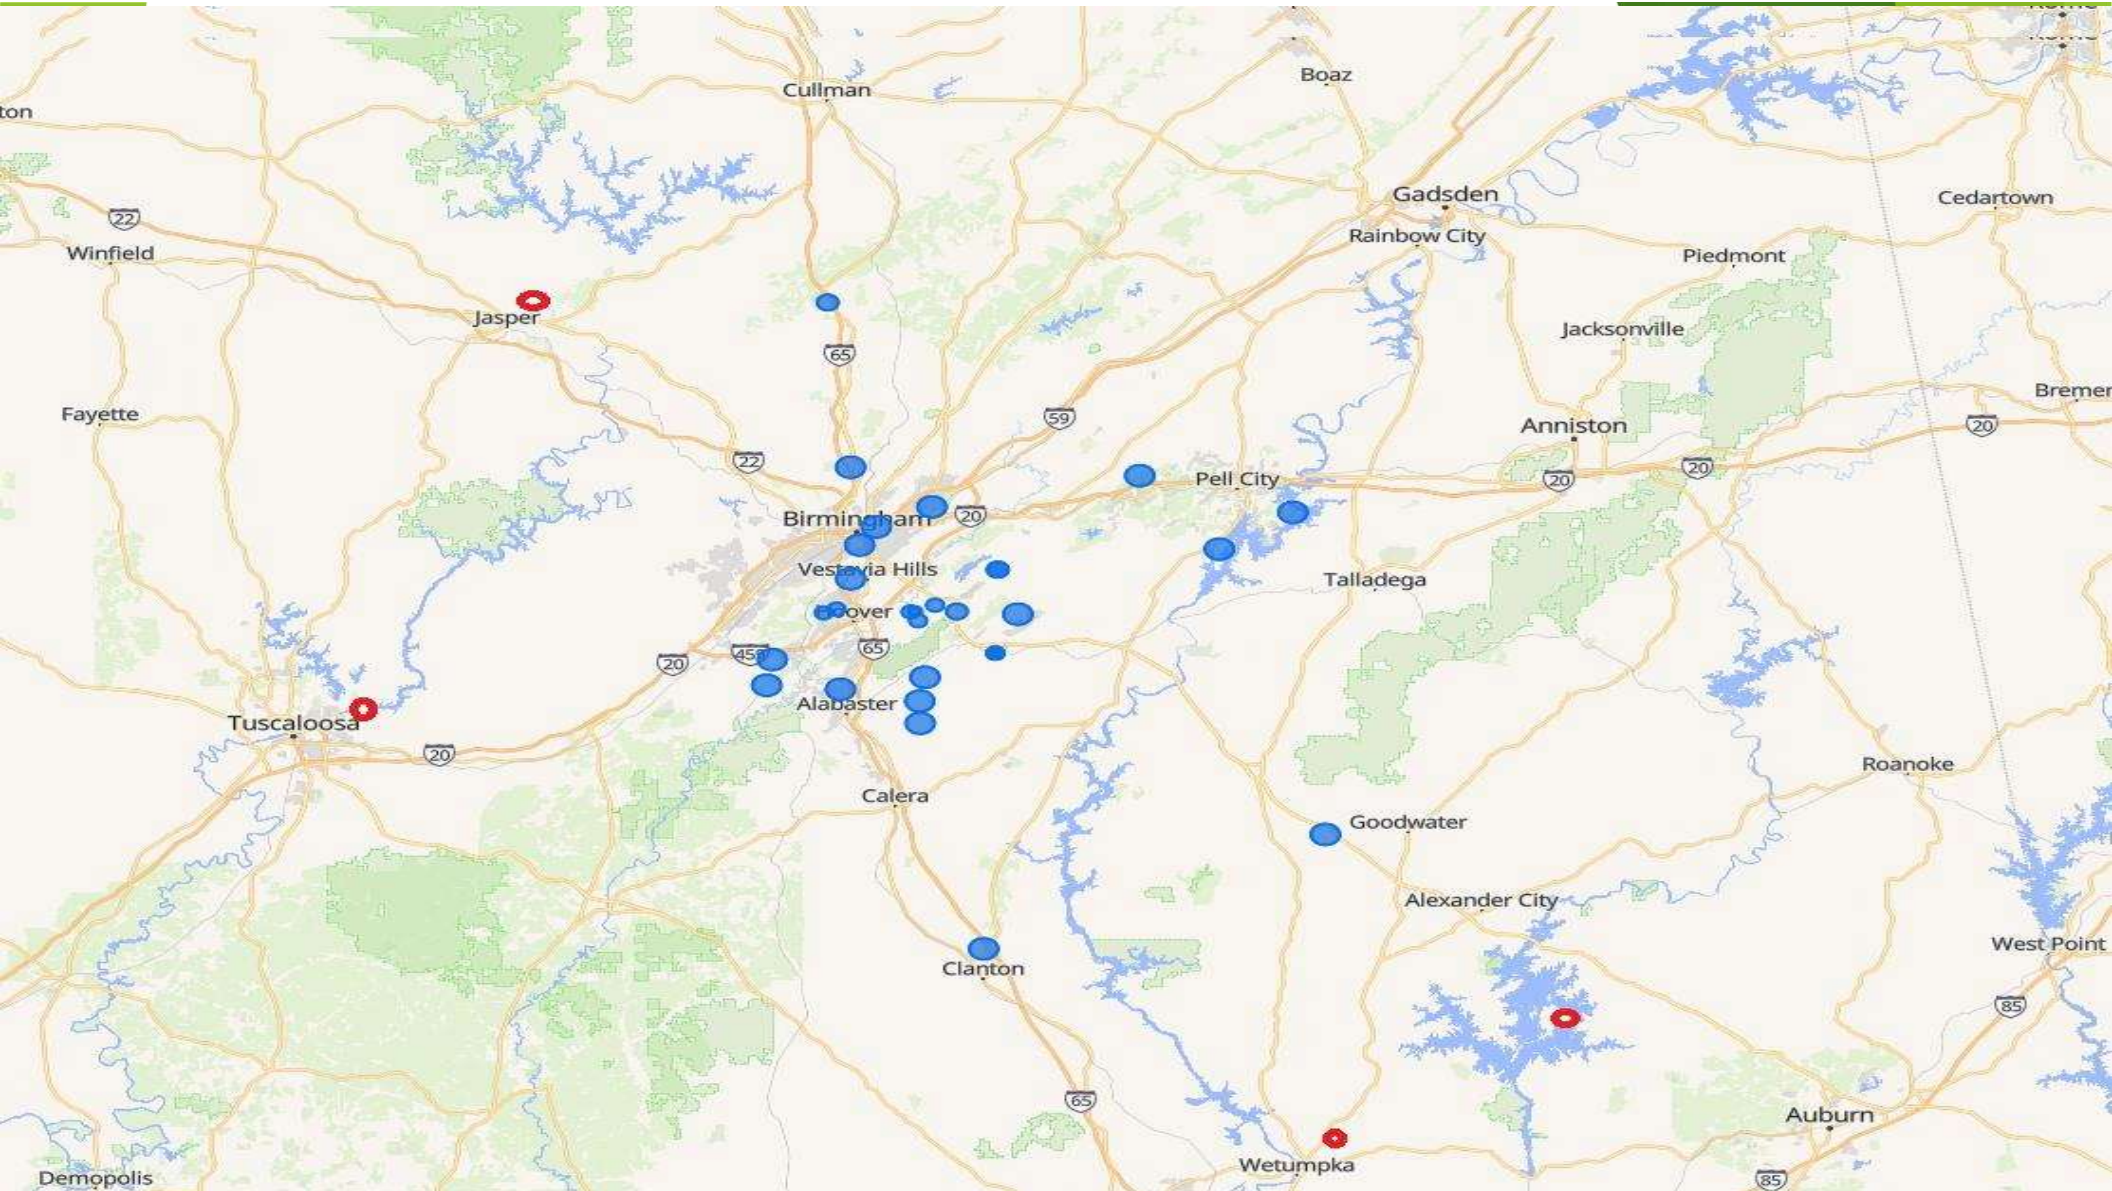 Rome
Rome
Boaz
Cullman
ton
Gadsden
Cedartown
22
Rainbow City
Winfield
Piedmont
Jasper
Jacksonville
65
Bremen
Fayette
59
20
Anniston
22
20
Pell City
20
Birmingham
20
Vestavia Hills
Talladega
Hoover
65
459
20
Alabaster
Tuscaloosa
20
Roanoke
Calera
Goodwater
Alexander City
West Point
Clanton
85
65
Auburn
Wetumpka
Demopolis
85